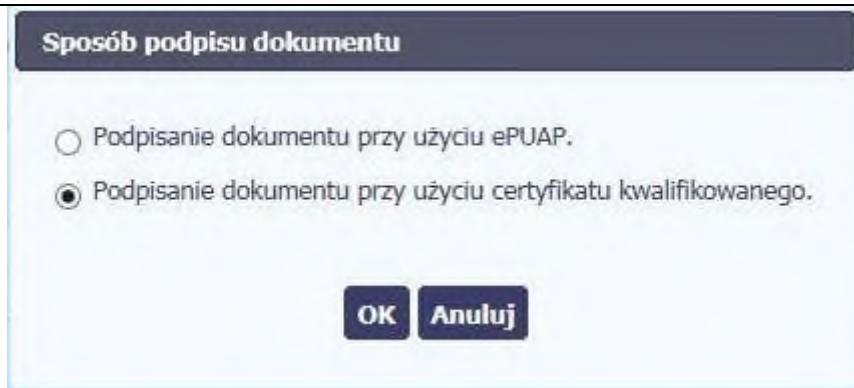 Sposób podpisu dokumentu
Podpisanie dokumentu przy użyciu ePUAP.
Podpisanie dokumentu przy użyciu certyfikatu kwalifikowanego.
OK Anuluj